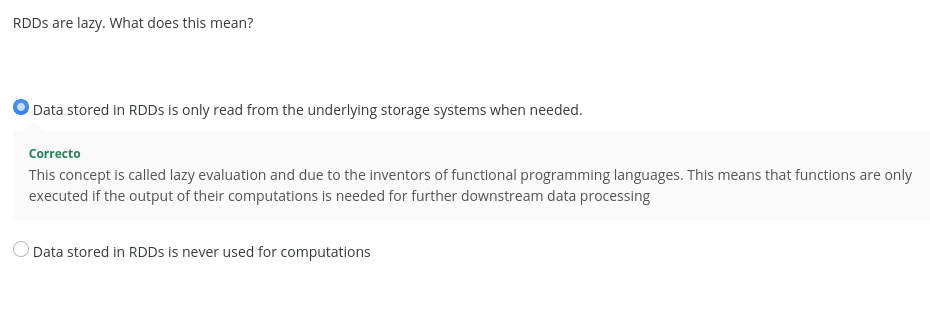 RDDs are lazy. What does this mean?
Data stored in RDDs is only read from the underlying storage systems when needed.
Correcto
This concept is called lazy evaluation and due to the inventors of functional programming languages. This means that functions are only
executed if the output of their computations is needed for further downstream data processing
Data stored in RDDs is never used for computations